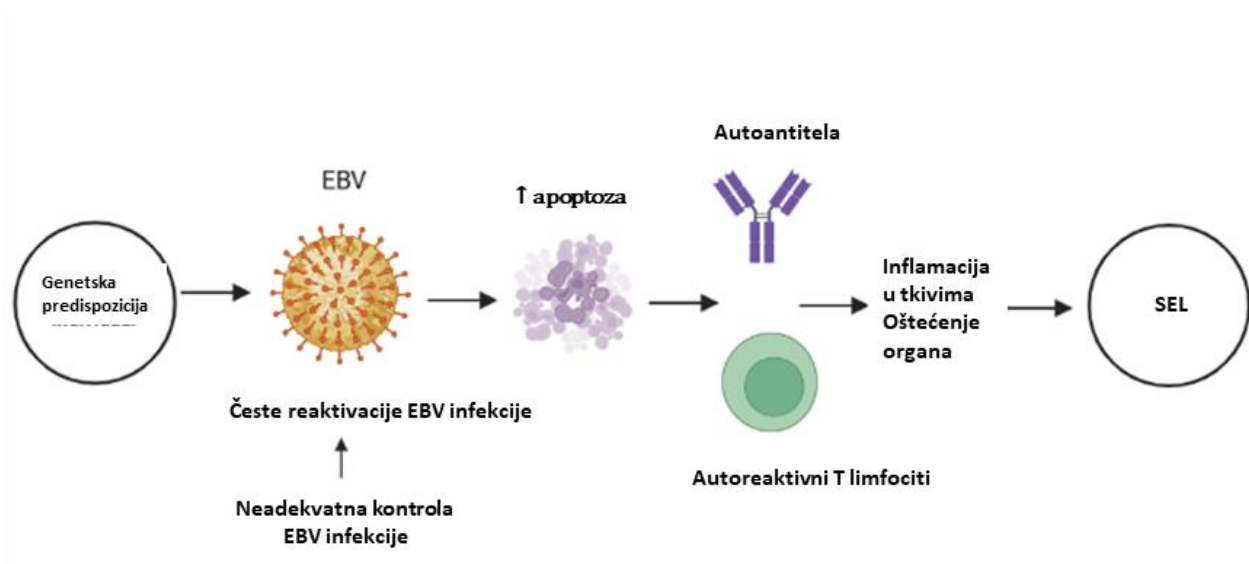 Genetska
predispozicija
EBV
Česte reaktivacije EBV infekcije
Neadekvatna kontrola
EBV infekcije
↑ apoptoza
Autoantitela
Autoreaktivni T limfociti
Inflamacija
u tkivima
Oštećenje
organa
SEL